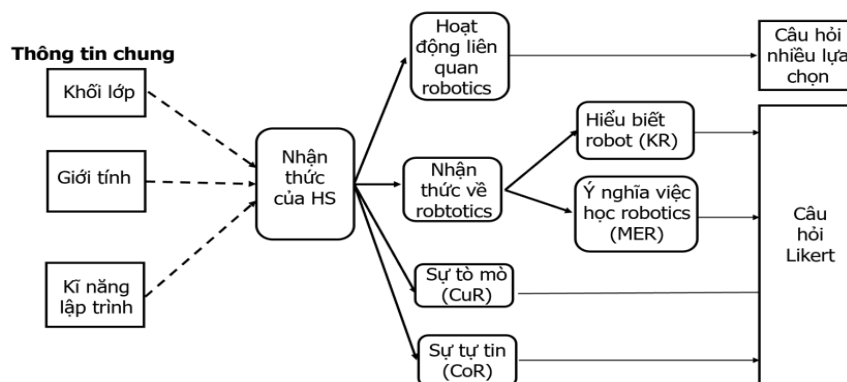 Thông tin chung
Khối lớp
Giới tính
Kĩ năng
lập trình
Nhận
thức
của HS
Hoạt
động liên
quan
robotics
Nhận
thức về
robtotics
Sự tò mò
(CuR)
Sự tự tin
(CoR)
Hiểu biết
robot (KR)
Ý nghĩa việc
học robotics
(MER)
Câu hỏi
nhiều lựa
chọn
Câu
hỏi
Likert